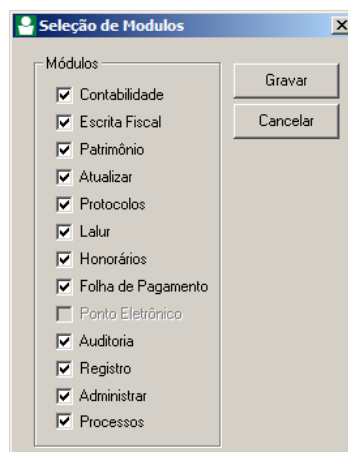 Seleção de Modulos
Módulos
Contabilidade
Escrita Fiscal
Patrimônio
Atualizar
Protocolos
Lalur
Honorários
Folha de Pagamento
Ponto Eletrônico
Auditoria
Registro
Administrar
Processos
Gravar
Cancelar